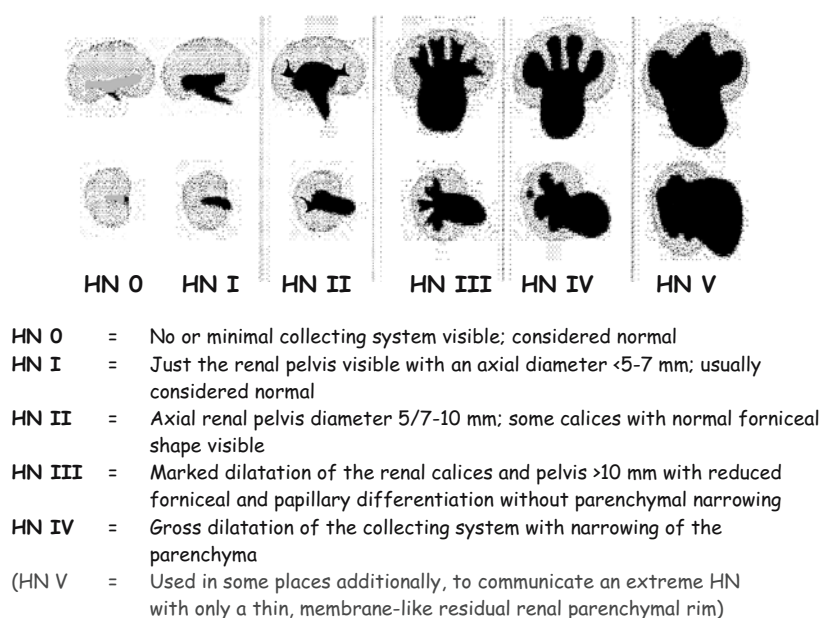 HN 0 HN I HN II HN III HN IV HN V
HN 0 = No or minimal collecting system visible; considered normal
HN I = Just the renal pelvis visible with an axial diameter <5-7 mm; usually
considered normal
HN II = Axial renal pelvis diameter 5/7-10 mm; some calices with normal forniceal
shape visible
HN III = Marked dilatation of the renal calices and pelvis >10 mm with reduced
forniceal and papillary differentiation without parenchymal narrowing
HN IV = Gross dilatation of the collecting system with narrowing of the
parenchyma
(HN V = Used in some places additionally, to communicate an extreme HN
with only a thin, membrane-like residual renal parenchymal rim)